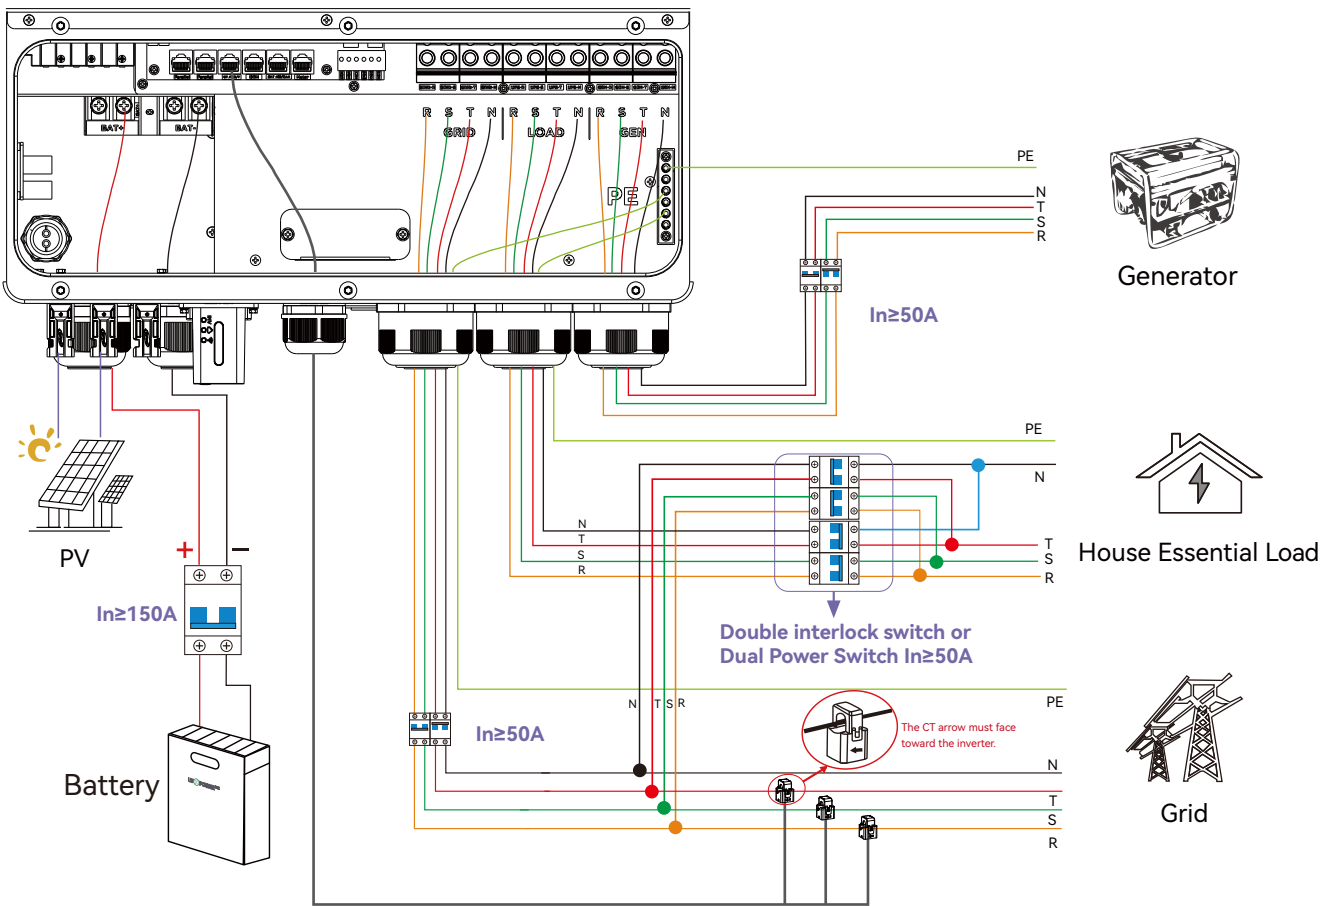 BAT+
BAT-
R S T N R S T N R S T N
GRID
LOAD
GEN
PE
PE
N
T
S
R
Generator
In≥50A
PE
N
N
T
S
R
T
S
R
House Essential Load
Double interlock switch or
Dual Power Switch In≥50A
PV
+
−
In≥150A
Battery
PE
N T S R
In≥50A
The CT arrow must face
toward the inverter.
N
T
S
R
Grid